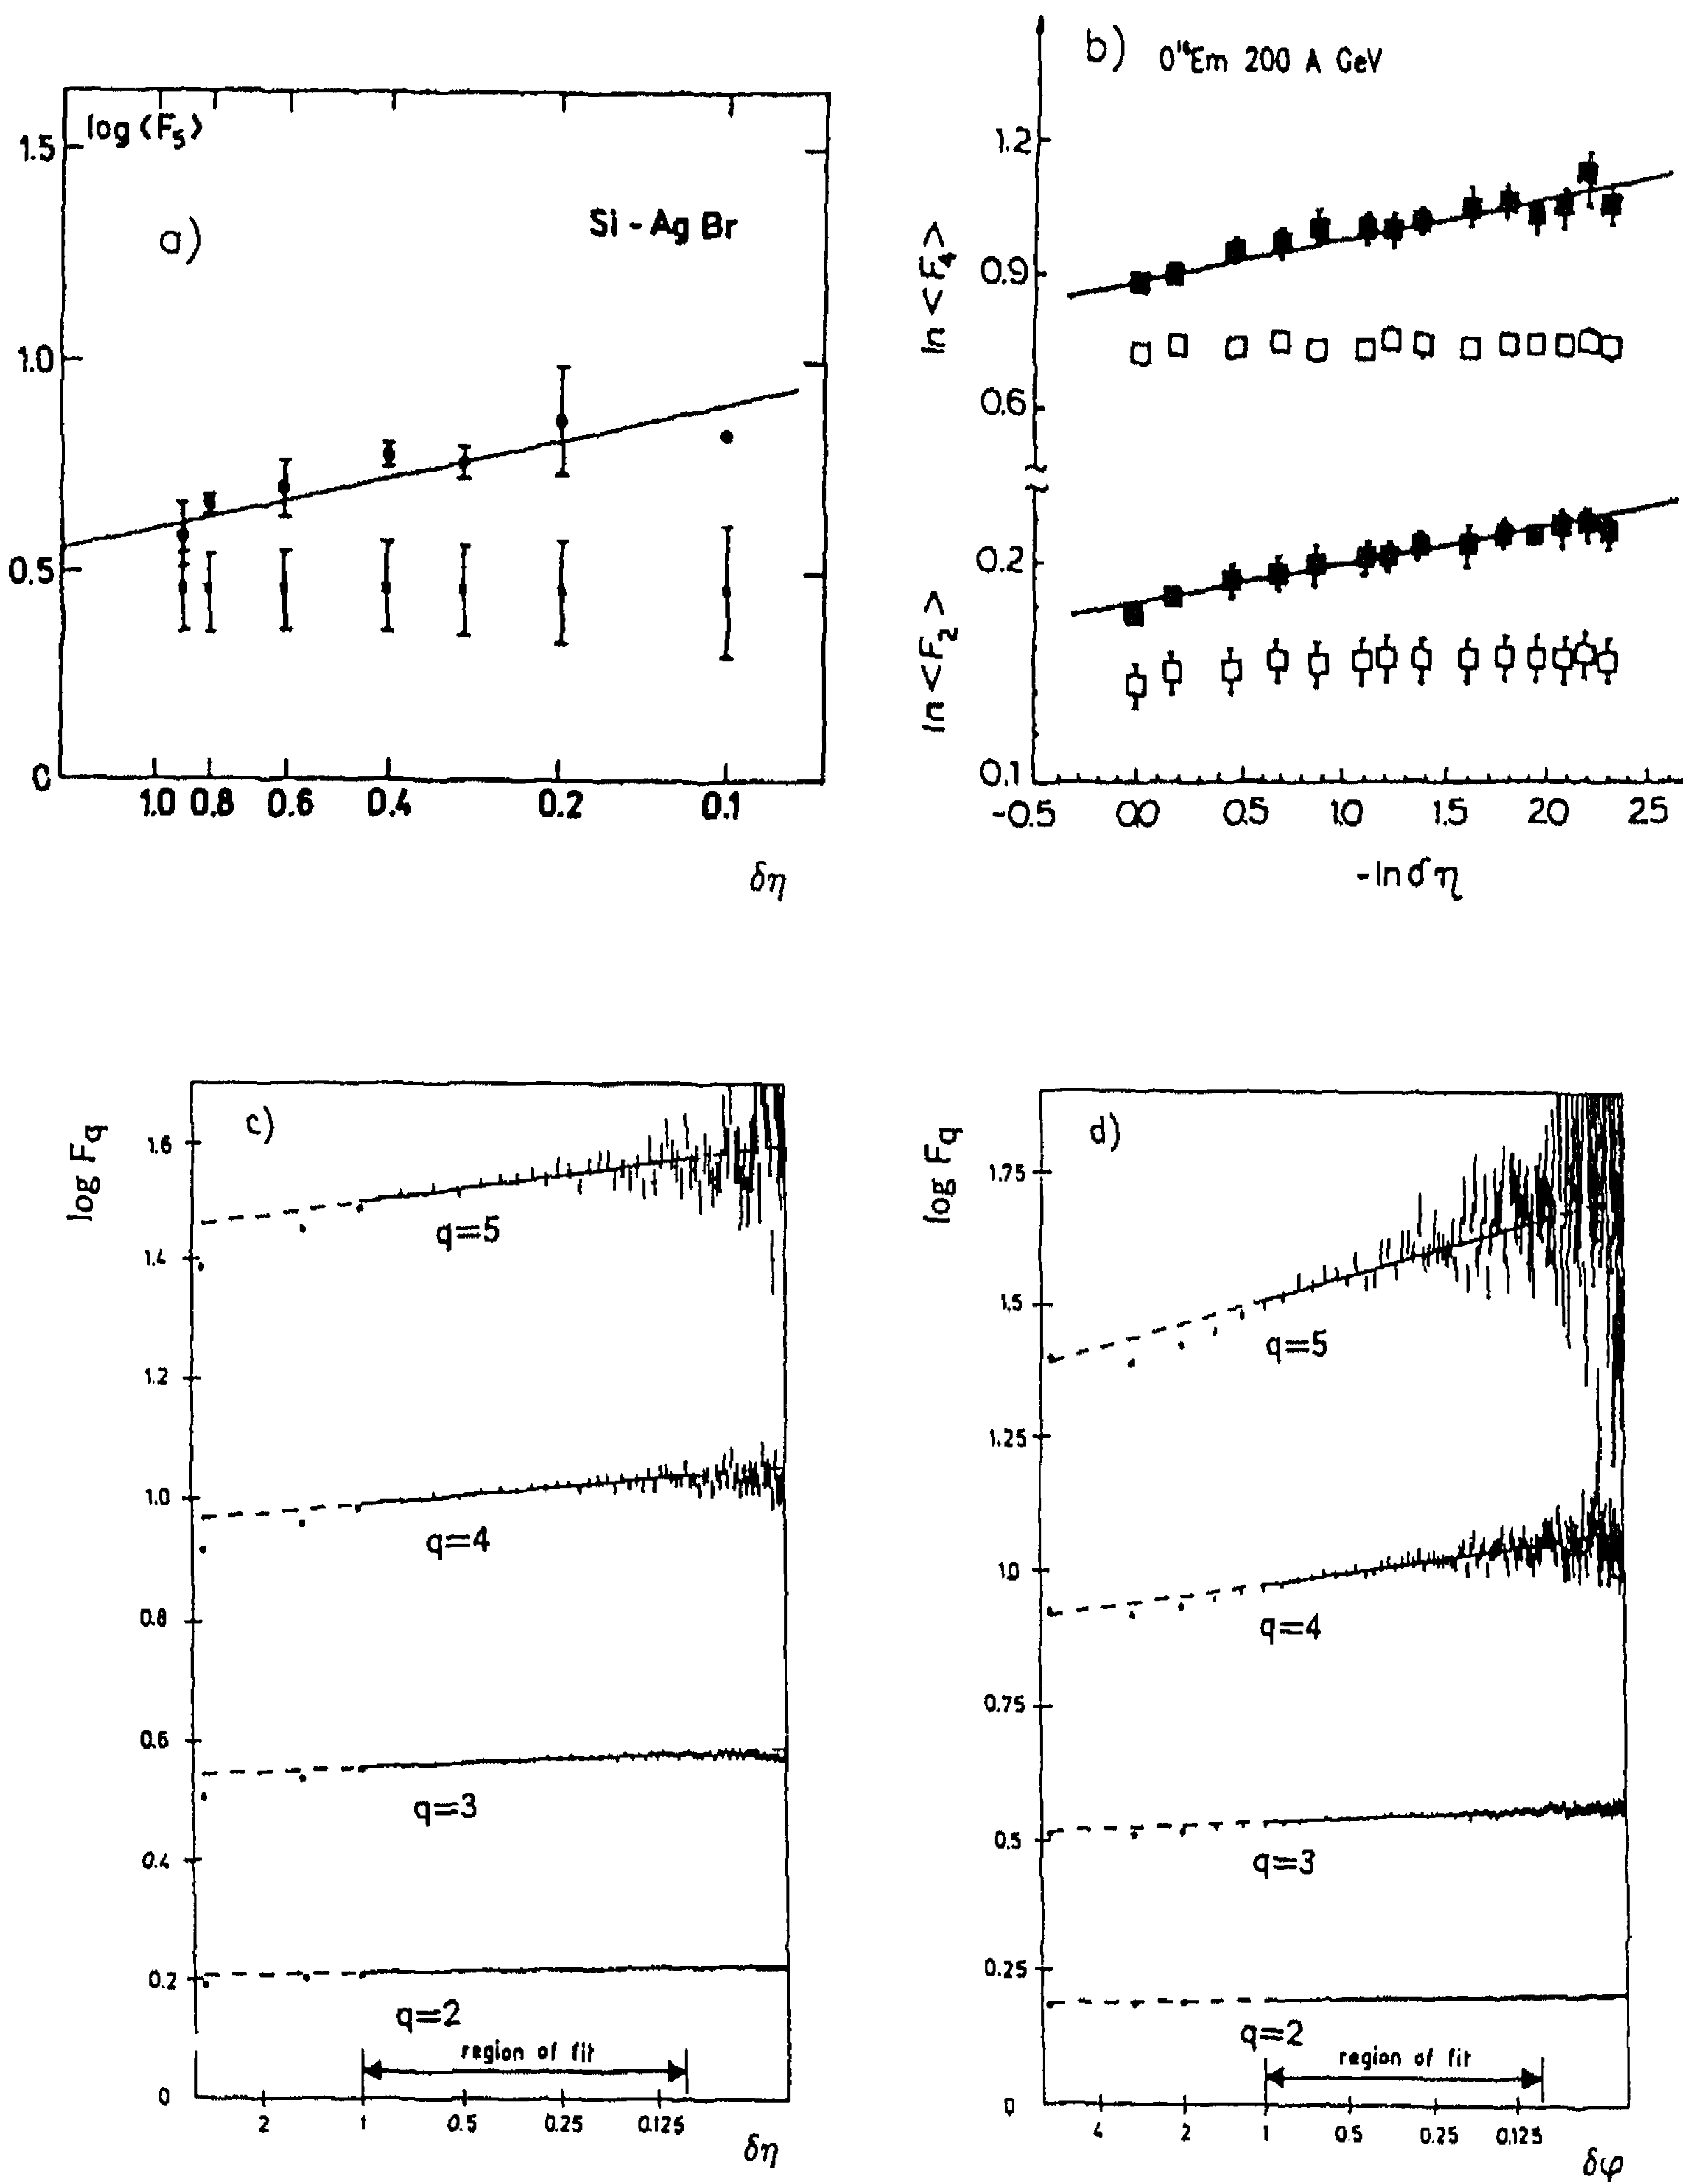 log ⟨F₅⟩
1.5
a)
Si - Ag Br
1.0
0.5
0
1.0 0.8 0.6 0.4 0.2 0.1
δη
b) O¹⁶Em 200 A GeV
1.2
ln <F₄>
0.9
0.6
0.2
ln <F₂>
0.1
-0.5 0.0 0.5 1.0 1.5 2.0 2.5
-ln δη
c)
log Fq
1.6
q=5
1.4
1.2
1.0
q=4
0.8
0.6
q=3
0.4
0.2
q=2
region of fit
0
2 1 0.5 0.25 0.125
δη
d)
log Fq
1.75
1.5
q=5
1.25
1.0
q=4
0.75
0.5
q=3
0.25
q=2
region of fit
0
4 2 1 0.5 0.25 0.125
δφ